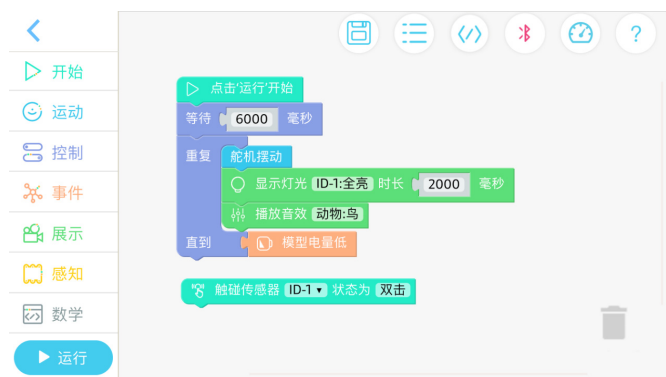 开始
运动
控制
事件
展示
感知
数学
运行
?
点击‘运行’开始
等待 6000 毫秒
重复 舵机摆动
显示灯光 ID-1:全亮 时长 2000 毫秒
播放音效 动物:鸟
直到 模型电量低
触碰传感器 ID-1 状态为 双击